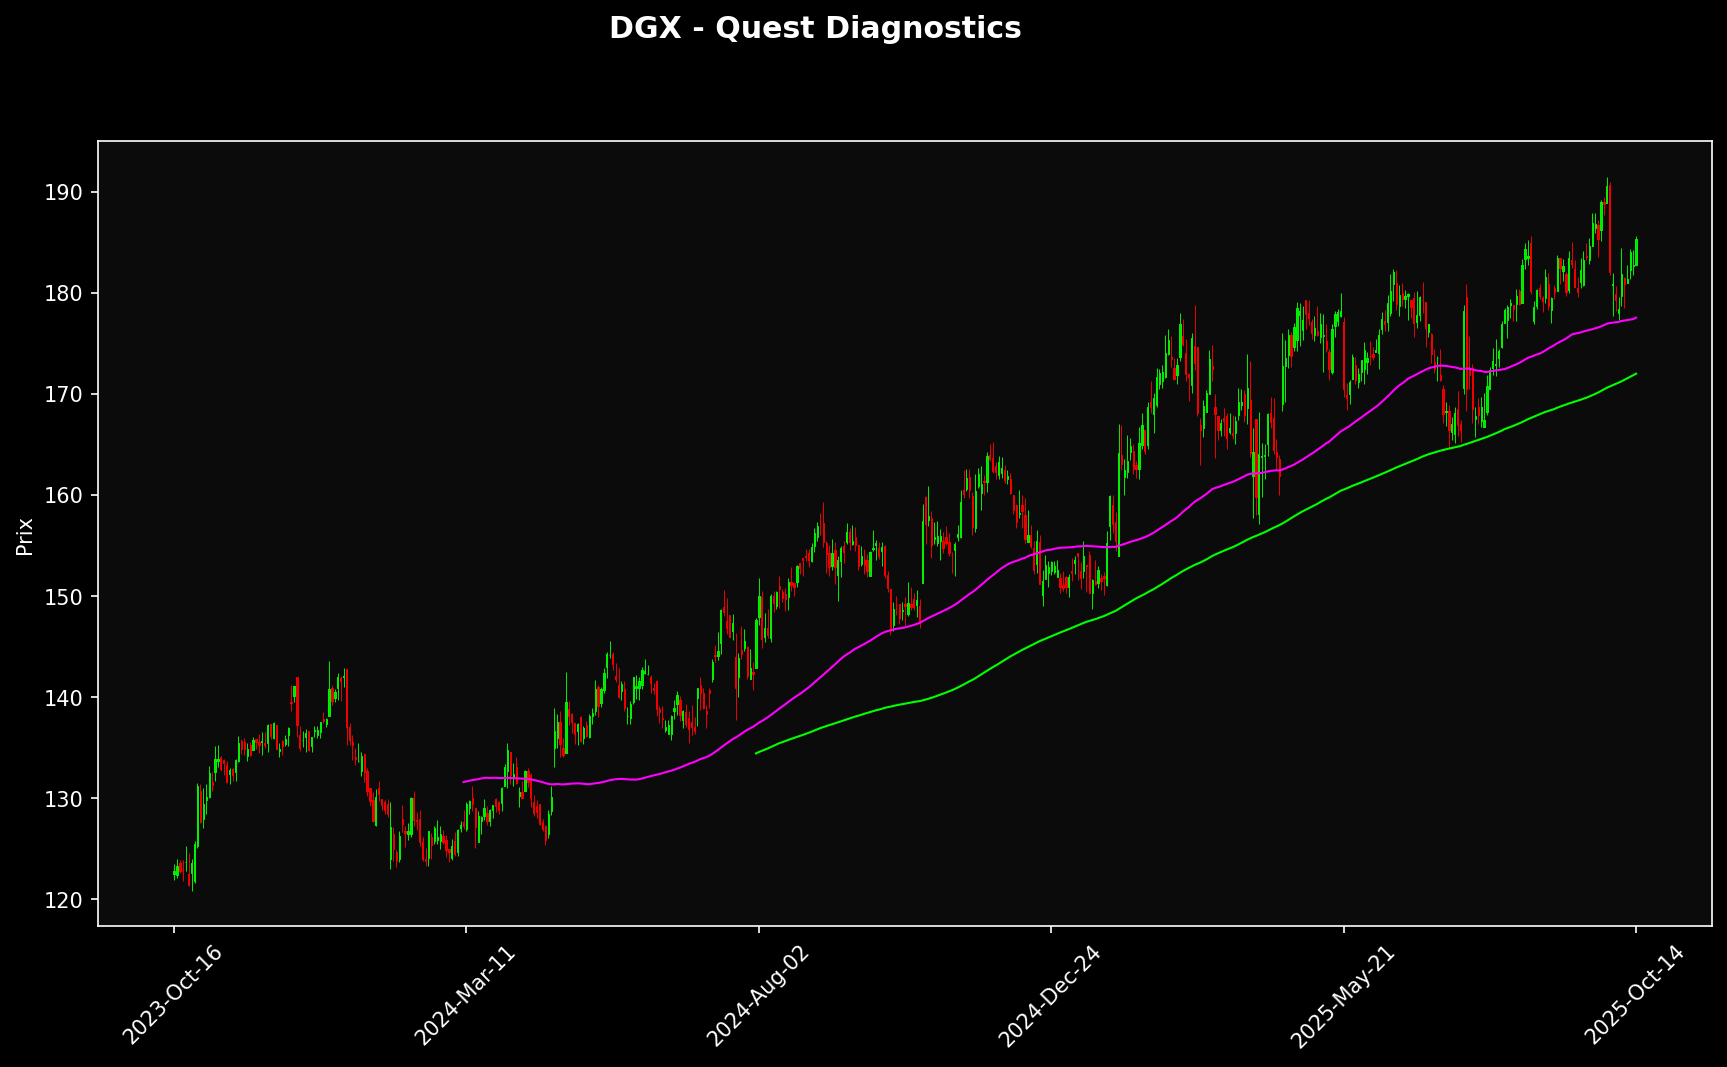 DGX - Quest Diagnostics
Prix
190
180
170
160
150
140
130
120
2023-Oct-16
2024-Mar-11
2024-Aug-02
2024-Dec-24
2025-May-21
2025-Oct-14